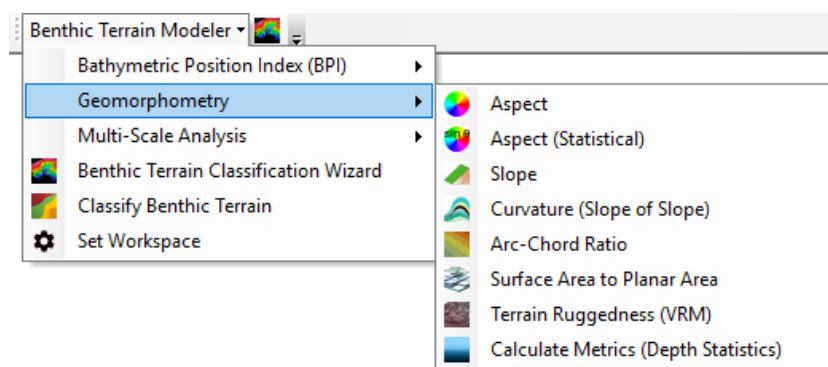 Benthic Terrain Modeler
Bathymetric Position Index (BPI)
Geomorphometry
Multi-Scale Analysis
Benthic Terrain Classification Wizard
Classify Benthic Terrain
Set Workspace
Aspect
sin θ
Aspect (Statistical)
Slope
Curvature (Slope of Slope)
Arc-Chord Ratio
Surface Area to Planar Area
Terrain Ruggedness (VRM)
Calculate Metrics (Depth Statistics)